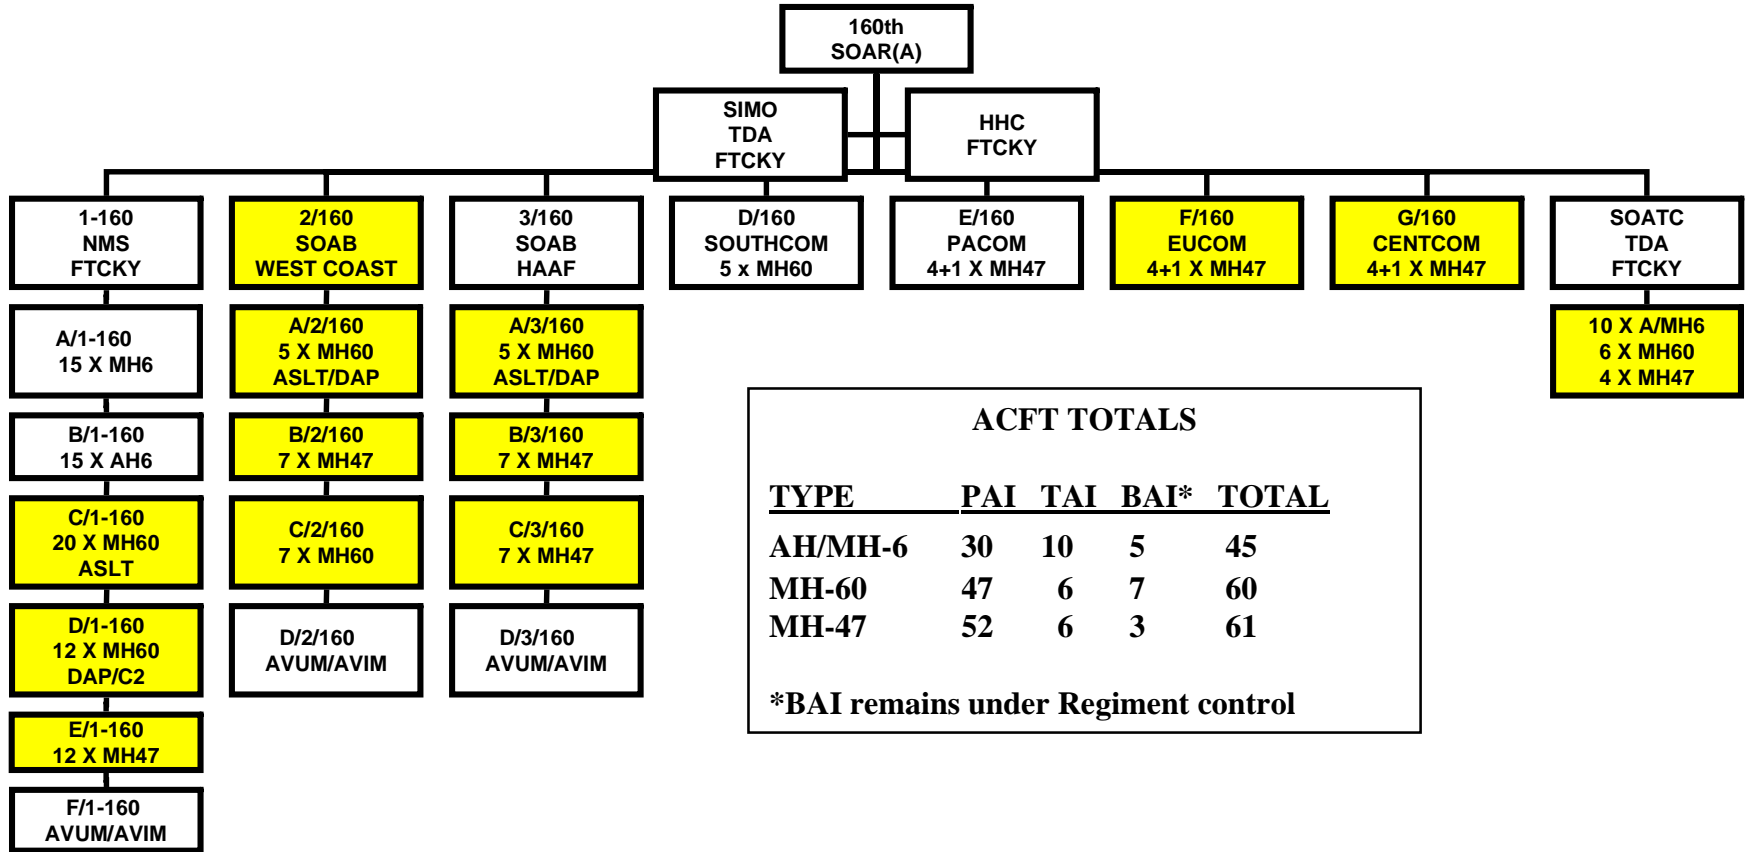 160th
SOAR(A)
SIMO
TDA
FTCKY
HHC
FTCKY
1-160
NMS
FTCKY
2/160
SOAB
WEST COAST
3/160
SOAB
HAAF
D/160
SOUTHCOM
5 x MH60
E/160
PACOM
4+1 X MH47
F/160
EUCOM
4+1 X MH47
G/160
CENTCOM
4+1 X MH47
SOATC
TDA
FTCKY
A/1-160
15 X MH6
B/1-160
15 X AH6
C/1-160
20 X MH60
ASLT
D/1-160
12 X MH60
DAP/C2
E/1-160
12 X MH47
F/1-160
AVUM/AVIM
A/2/160
5 X MH60
ASLT/DAP
B/2/160
7 X MH47
C/2/160
7 X MH60
D/2/160
AVUM/AVIM
A/3/160
5 X MH60
ASLT/DAP
B/3/160
7 X MH47
C/3/160
7 X MH47
D/3/160
AVUM/AVIM
10 X A/MH6
6 X MH60
4 X MH47
ACFT TOTALS
TYPE PAI TAI BAI* TOTAL
AH/MH-6 30 10 5 45
MH-60 47 6 7 60
MH-47 52 6 3 61
*BAI remains under Regiment control